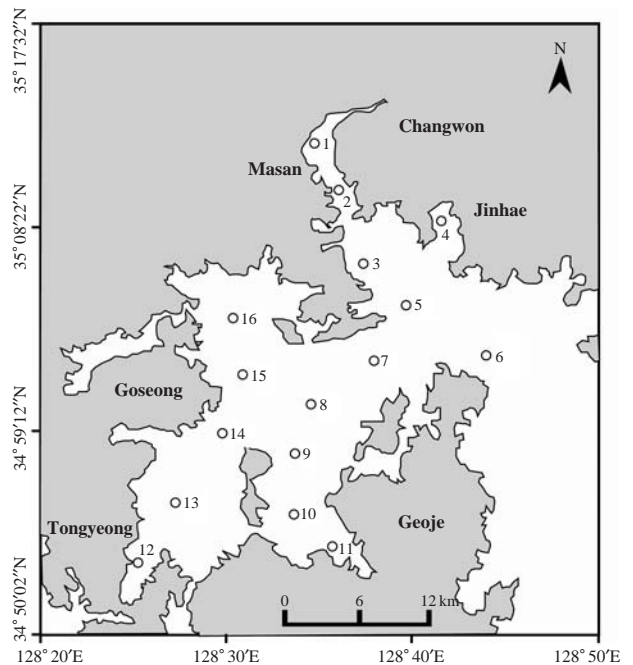 35° 17′32″N
N
Changwon
1
Masan
2
Jinhae
4
35° 08′22″N
3
5
16
6
7
15
Goseong
8
34° 59′12″N
14
9
13
10
Geoje
Tongyeong
11
12
0 6 12 km
34° 50′02″N
128° 20′E 128° 30′E 128° 40′E 128° 50′E